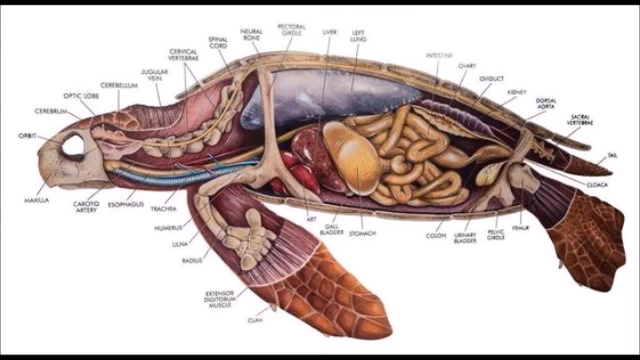 PECTORAL
GIRDLE
NEURAL
BONE
LIVER
LEFT
LUNG
SPINAL
CORD
CERVICAL
VERTEBRAE
INTESTINE
OVARY
JUGULAR
VEIN
OVIDUCT
CEREBELLUM
KIDNEY
OPTIC LOBE
DORSAL
AORTA
CEREBRUM
SACRAL
VERTEBRAE
ORBIT
TAIL
CLOACA
MAXILLA
CAROTID
ARTERY
ESOPHAGUS
TRACHEA
HUMERUS
ULNA
RADIUS
GALL
BLADDER
STOMACH
COLON
URINARY
BLADDER
PELVIC
GIRDLE
FEMUR
EXTENSOR
DIGITORUM
MUSCLE
CLAW